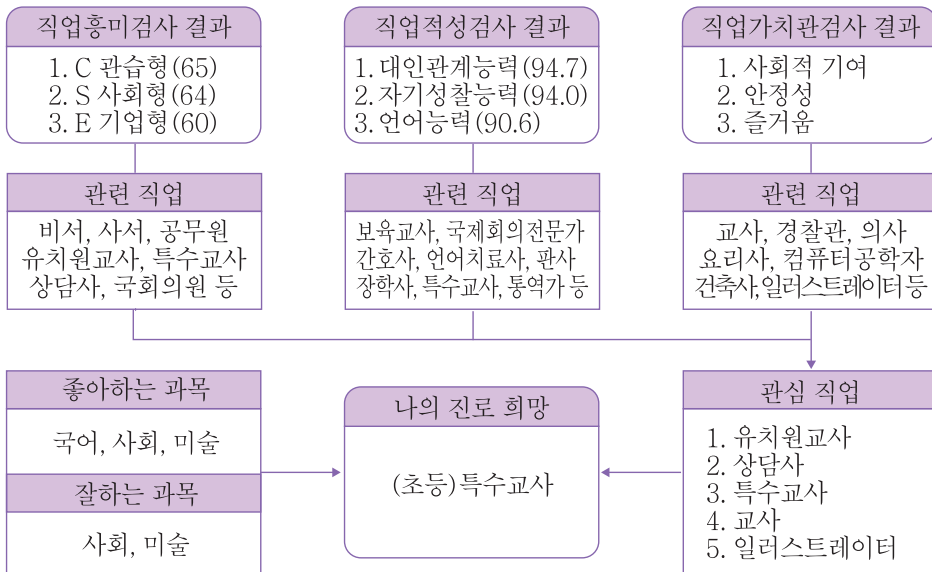 직업흥미검사 결과
1. C 관습형(65)
2. S 사회형(64)
3. E 기업형(60)
직업적성검사 결과
1. 대인관계능력(94.7)
2. 자기성찰능력(94.0)
3. 언어능력(90.6)
직업가치관검사 결과
1. 사회적 기여
2. 안정성
3. 즐거움
관련 직업
비서, 사서, 공무원
유치원교사, 특수교사
상담사, 국회의원 등
관련 직업
보육교사, 국제회의전문가
간호사, 언어치료사, 판사
장학사, 특수교사, 통역가 등
관련 직업
교사, 경찰관, 의사
요리사, 컴퓨터공학자
건축사, 일러스트레이터 등
좋아하는 과목
국어, 사회, 미술
잘하는 과목
사회, 미술
나의 진로 희망
(초등)특수교사
관심 직업
1. 유치원교사
2. 상담사
3. 특수교사
4. 교사
5. 일러스트레이터